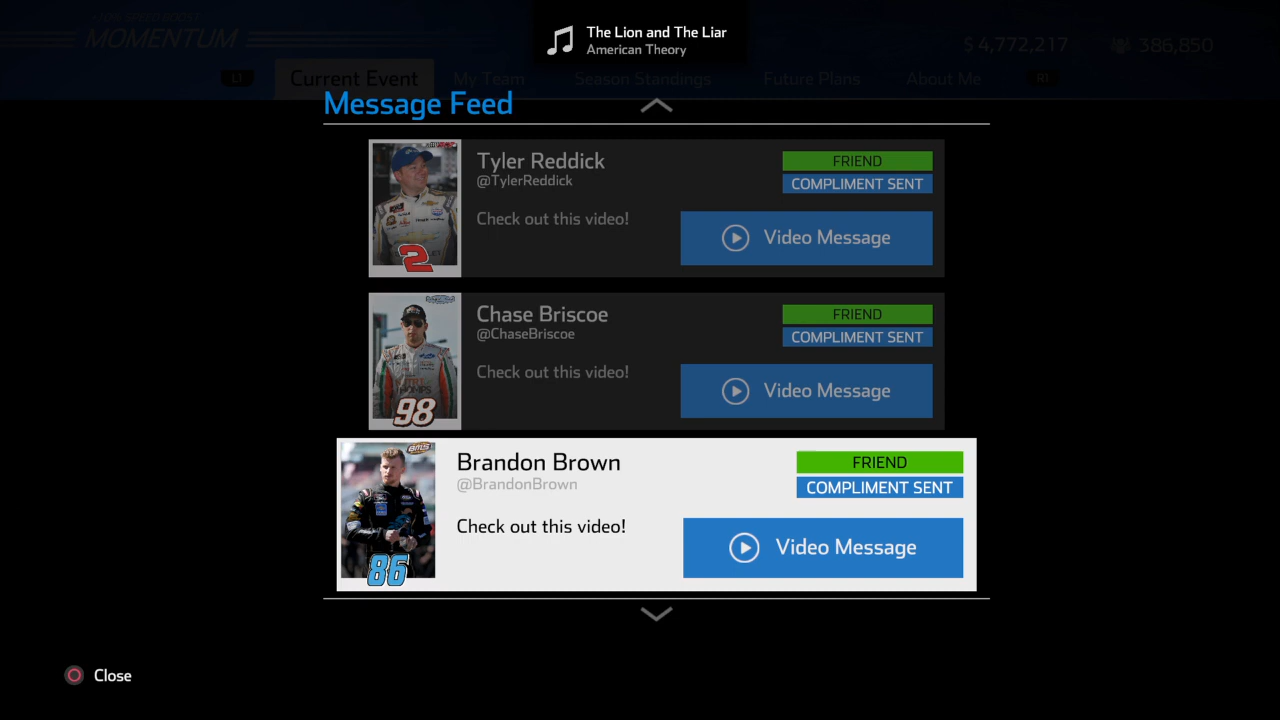 +LOW SPEED BOOST
MOMENTUM
The Lion and The Liar
American Theory
$ 4,772,217
386,850
L1
Current Event
My Team
Season Standings
Future Plans
About Me
R1
Message Feed
Tyler Reddick
@TylerReddick
FRIEND
COMPLIMENT SENT
Check out this video!
Video Message
2
Chase Briscoe
@ChaseBriscoe
FRIEND
COMPLIMENT SENT
Check out this video!
Video Message
98
Brandon Brown
@BrandonBrown
FRIEND
COMPLIMENT SENT
Check out this video!
Video Message
86
Close